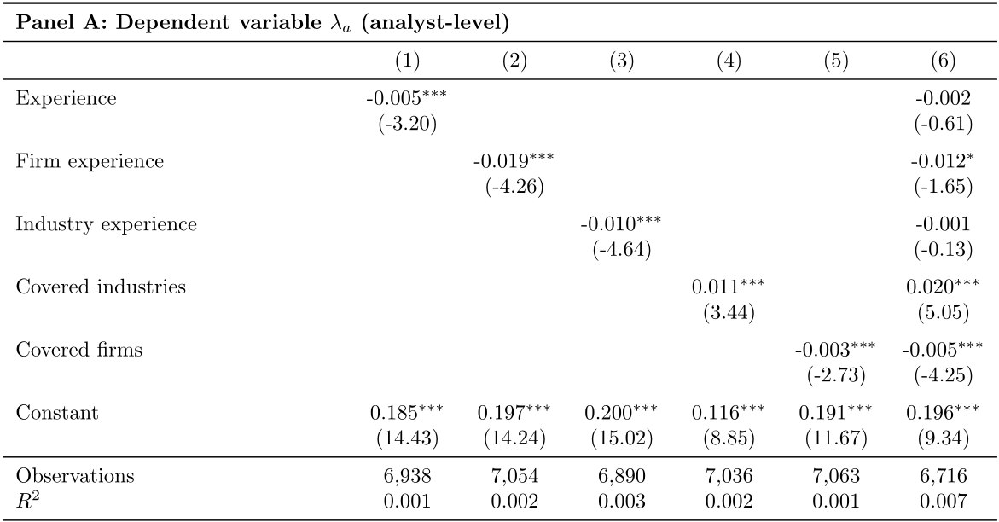 Panel A: Dependent variable λₐ (analyst-level)
(1) (2) (3) (4) (5) (6)
Experience -0.005*** -0.002
(-3.20) (-0.61)
Firm experience -0.019*** -0.012*
(-4.26) (-1.65)
Industry experience -0.010*** -0.001
(-4.64) (-0.13)
Covered industries 0.011*** 0.020***
(3.44) (5.05)
Covered firms -0.003*** -0.005***
(-2.73) (-4.25)
Constant 0.185*** 0.197*** 0.200*** 0.116*** 0.191*** 0.196***
(14.43) (14.24) (15.02) (8.85) (11.67) (9.34)
Observations 6,938 7,054 6,890 7,036 7,063 6,716
R² 0.001 0.002 0.003 0.002 0.001 0.007